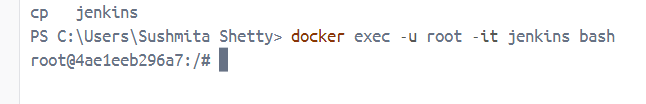 cp   jenkins
PS C:\Users\Sushmita Shetty> docker exec -u root -it jenkins bash
root@4ae1eeb296a7:/#